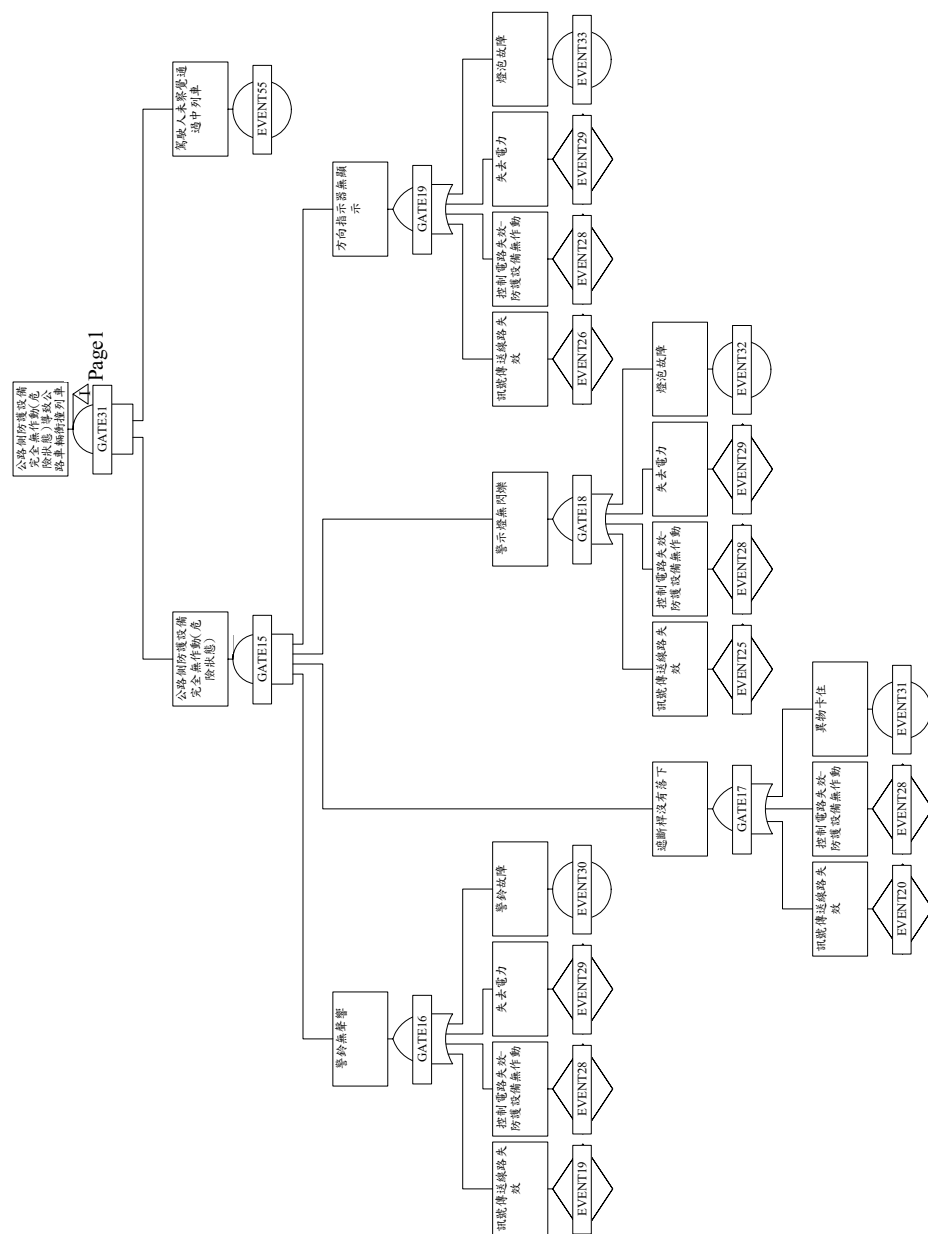 公路側防護設備
完全無作動(危
險狀態)導致公
路車輛衝撞列車
GATE31
1
Page1
公路側防護設備
完全無作動(危
險狀態)
GATE15
駕駛人未察覺通
過中列車
EVENT55
警鈴無聲響
GATE16
方向指示器無顯
示
GATE19
訊號傳送線路失
效
EVENT19
控制電路失效-
防護設備無作動
EVENT28
失去電力
EVENT29
警鈴故障
EVENT30
警示燈無閃爍
GATE18
訊號傳送線路失
效
EVENT26
控制電路失效-
防護設備無作動
EVENT28
失去電力
EVENT29
燈泡故障
EVENT33
遮斷桿沒有落下
GATE17
訊號傳送線路失
效
EVENT25
控制電路失效-
防護設備無作動
EVENT28
失去電力
EVENT29
燈泡故障
EVENT32
訊號傳送線路失
效
EVENT20
控制電路失效-
防護設備無作動
EVENT28
異物卡住
EVENT31